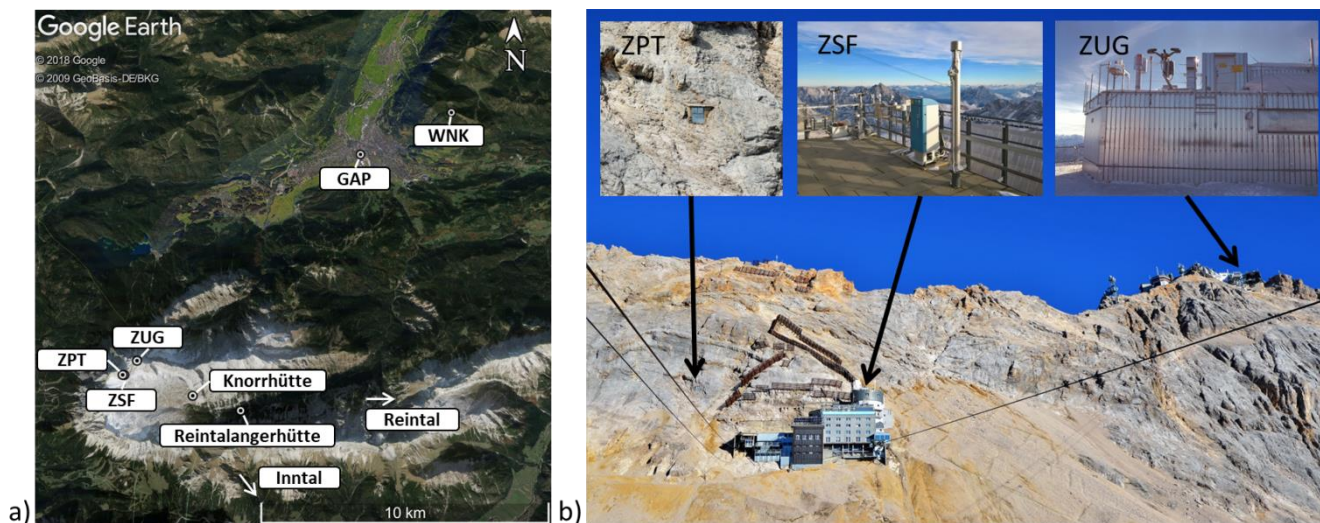 Google Earth
© 2018 Google
© 2009 GeoBasis-DE/BKG
N
WNK
GAP
ZUG
ZPT
ZSF
Knorrhütte
Reintal
Reintalangerhütte
Inntal
10 km
a)
ZPT
ZSF
ZUG
b)